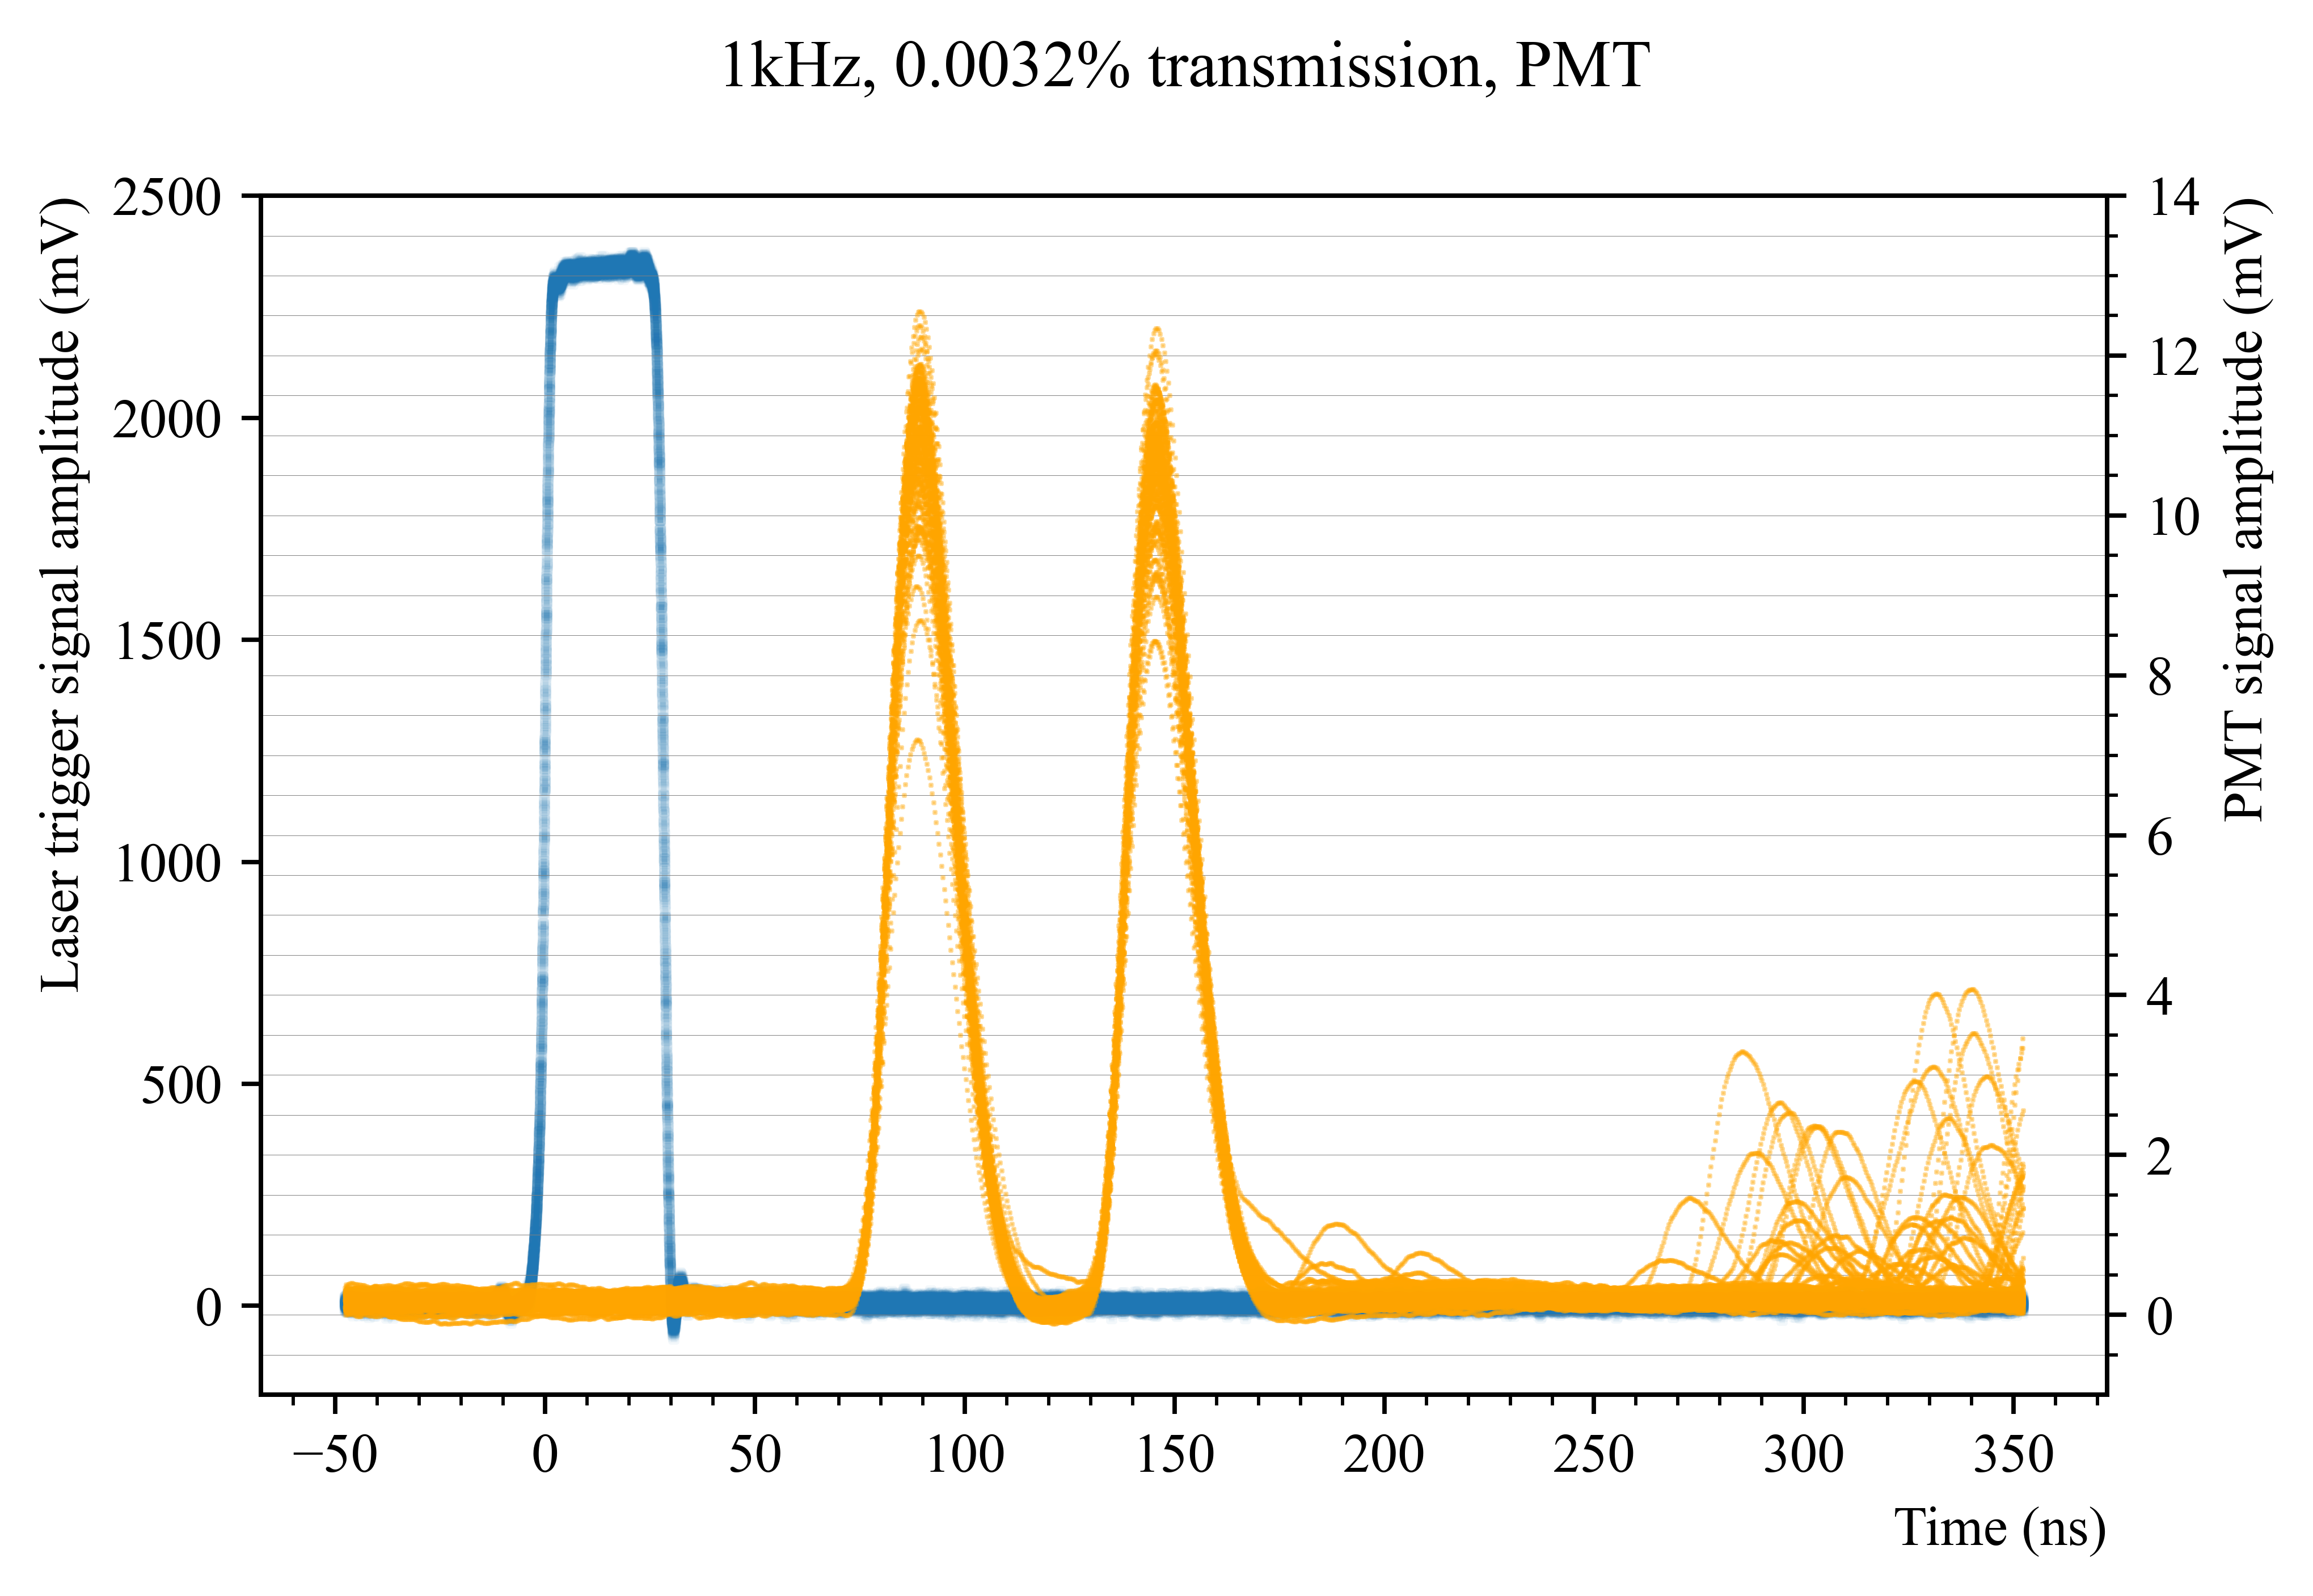 1kHz, 0.0032% transmission, PMT
Laser trigger signal amplitude (mV)
2500
2000
1500
1000
500
0
14
12
10
8
6
4
2
0
PMT signal amplitude (mV)
−50 0 50 100 150 200 250 300 350
Time (ns)